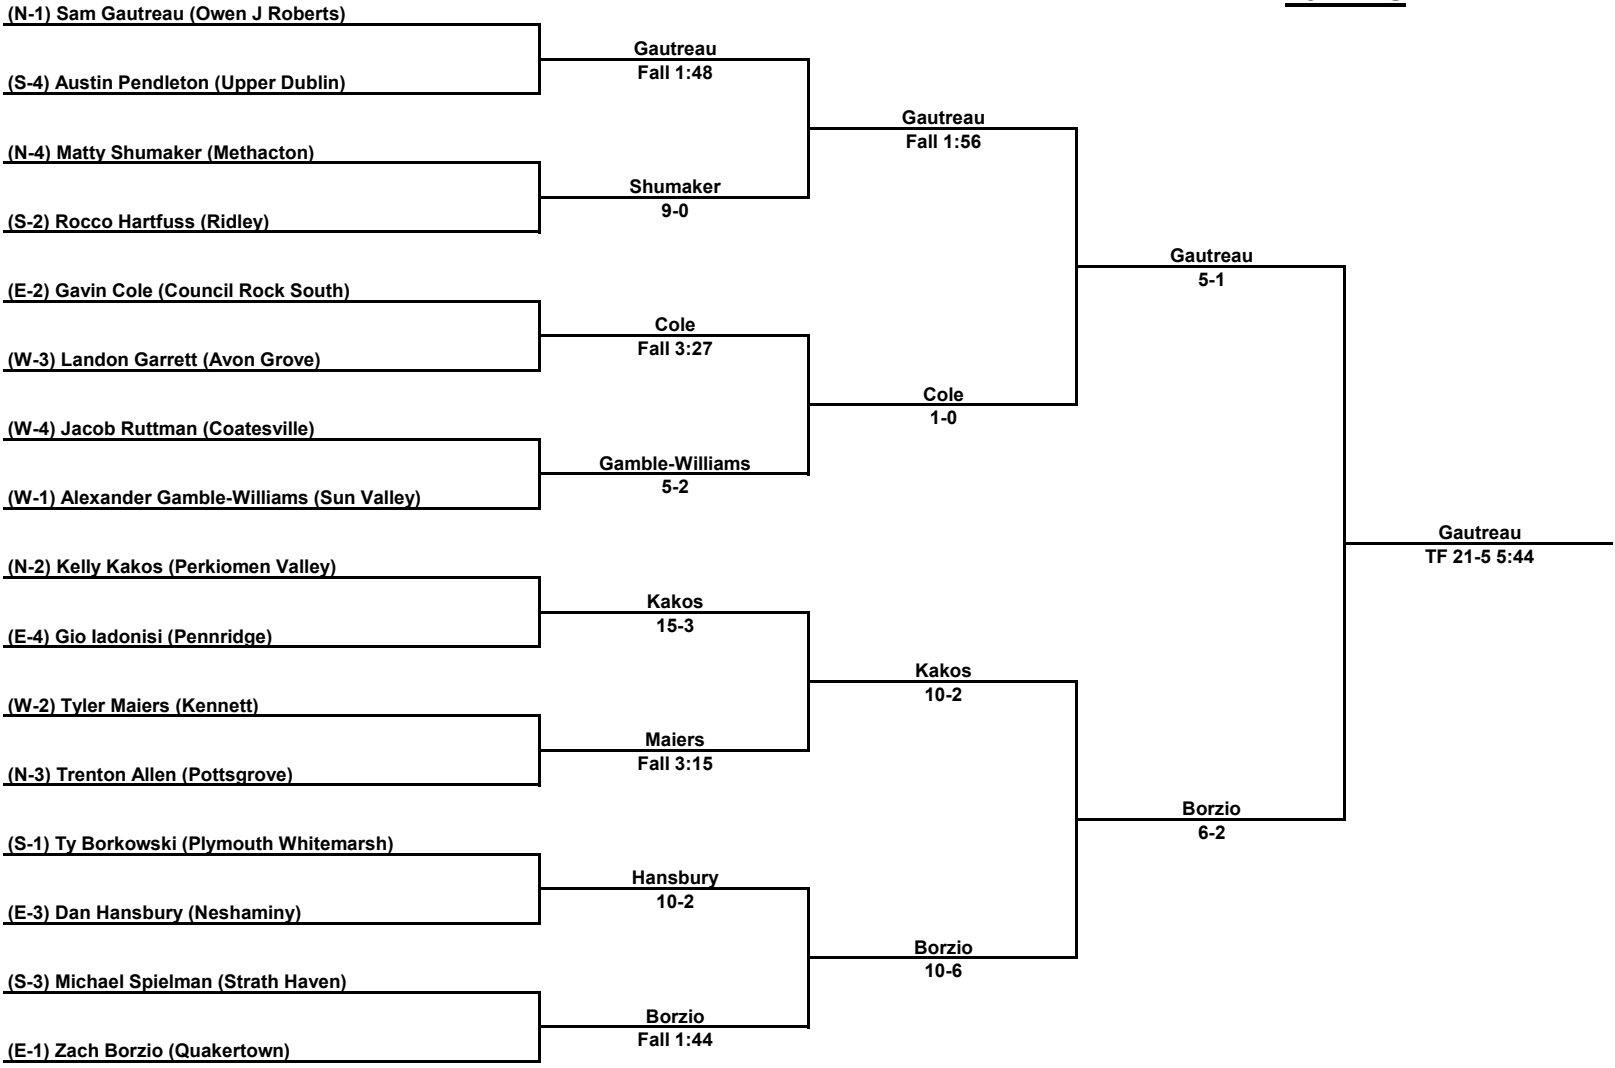 (N-1) Sam Gautreau (Owen J Roberts)
Gautreau
Fall 1:48
(S-4) Austin Pendleton (Upper Dublin)
Gautreau
Fall 1:56
(N-4) Matty Shumaker (Methacton)
Shumaker
9-0
(S-2) Rocco Hartfuss (Ridley)
Gautreau
5-1
(E-2) Gavin Cole (Council Rock South)
Cole
Fall 3:27
(W-3) Landon Garrett (Avon Grove)
Cole
1-0
(W-4) Jacob Ruttman (Coatesville)
Gamble-Williams
5-2
(W-1) Alexander Gamble-Williams (Sun Valley)
Gautreau
TF 21-5 5:44
(N-2) Kelly Kakos (Perkiomen Valley)
Kakos
15-3
(E-4) Gio Iadonisi (Pennridge)
Kakos
10-2
(W-2) Tyler Maiers (Kennett)
Maiers
Fall 3:15
(N-3) Trenton Allen (Pottsgrove)
Borzio
6-2
(S-1) Ty Borkowski (Plymouth Whitemarsh)
Hansbury
10-2
(E-3) Dan Hansbury (Neshaminy)
Borzio
10-6
(S-3) Michael Spielman (Strath Haven)
Borzio
Fall 1:44
(E-1) Zach Borzio (Quakertown)